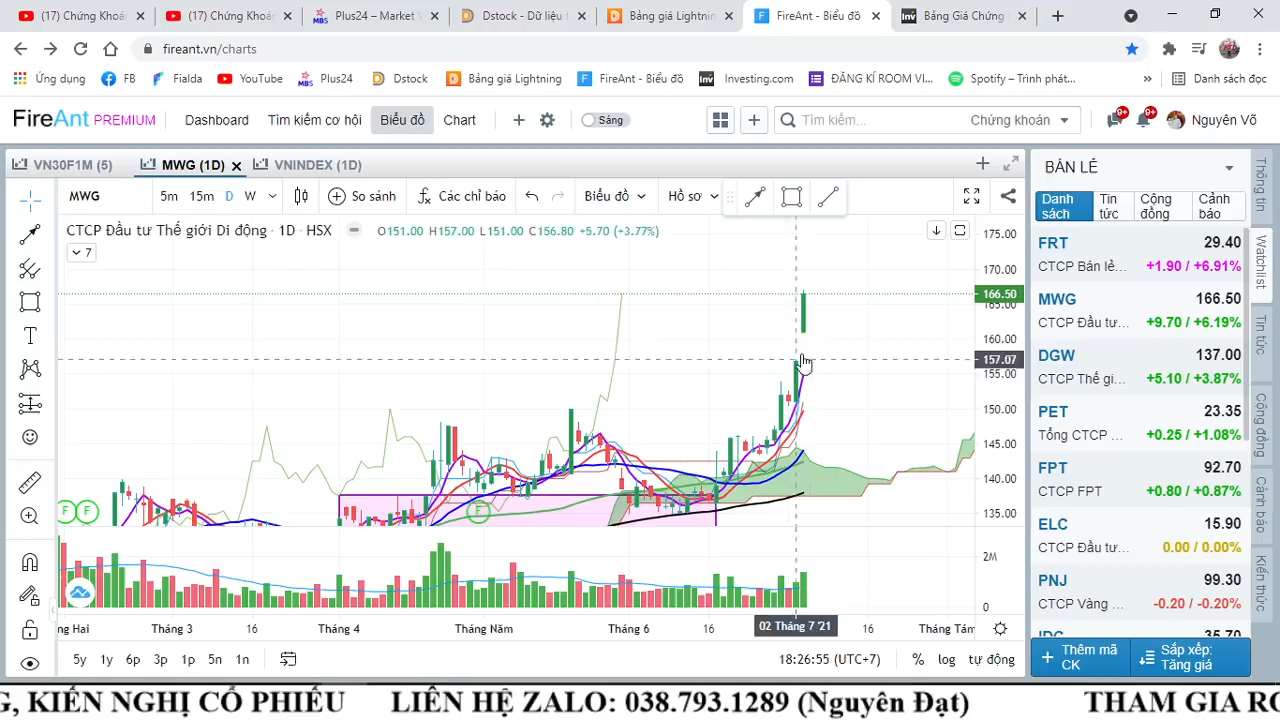 (17) Chứng Khoá
(17) Chứng Khoá
MBS Plus24 – Market
Dstock - Dữ liệu
Bảng giá Lightnin
FireAnt - Biểu đồ
Inv Bảng Giá Chứng
fireant.vn/charts
Ứng dụng
FB
Fialda
YouTube
MBS Plus24
Dstock
Bảng giá Lightning
FireAnt - Biểu đồ
Inv Investing.com
ĐĂNG KÍ ROOM VI...
Spotify – Trình phát...
»
Danh sách đọc
FireAnt PREMIUM
Dashboard
Tìm kiếm cơ hội
Biểu đồ
Chart
Sáng
Tìm kiếm...
Chứng khoán
9+
9+
Nguyên Võ
VN30F1M (5)
MWG (1D)
VNINDEX (1D)
MWG
5m 15m D W
So sánh
Các chỉ báo
Biểu đồ
Hồ sơ
CTCP Đầu tư Thế giới Di động · 1D · HSX
O151.00 H157.00 L151.00 C156.80 +5.70 (+3.77%)
7
175.00
170.00
166.50
165.00
160.00
157.07
155.00
150.00
145.00
140.00
135.00
F F
F
2M
0
ng Hai Tháng 3 16 Tháng 4 Tháng Năm Tháng 6 16 02 Tháng 7 '21 16 Tháng Tám
5y 1y 6p 3p 1p 5n 1n
18:26:55 (UTC+7)
% log tự động
BÁN LẺ
Danh sách
Tin tức
Cộng đồng
Cảnh báo
FRT 29.40
CTCP Bán lẻ... +1.90 / +6.91%
MWG 166.50
CTCP Đầu tư... +9.70 / +6.19%
DGW 137.00
CTCP Thế gi... +5.10 / +3.87%
PET 23.35
Tổng CTCP ... +0.25 / +1.08%
FPT 92.70
CTCP FPT +0.80 / +0.87%
ELC 15.90
CTCP Đầu t... 0.00 / 0.00%
PNJ 99.30
CTCP Vàng ... -0.20 / -0.20%
Thêm mã CK
Sắp xếp: Tăng giá
Thông tin
Watchlist
Tin tức
Cộng đồng
Cảnh báo
Kiến thức
G, KIẾN NGHỊ CỔ PHIẾU LIÊN HỆ ZALO: 038.793.1289 (Nguyên Đạt) THAM GIA RO